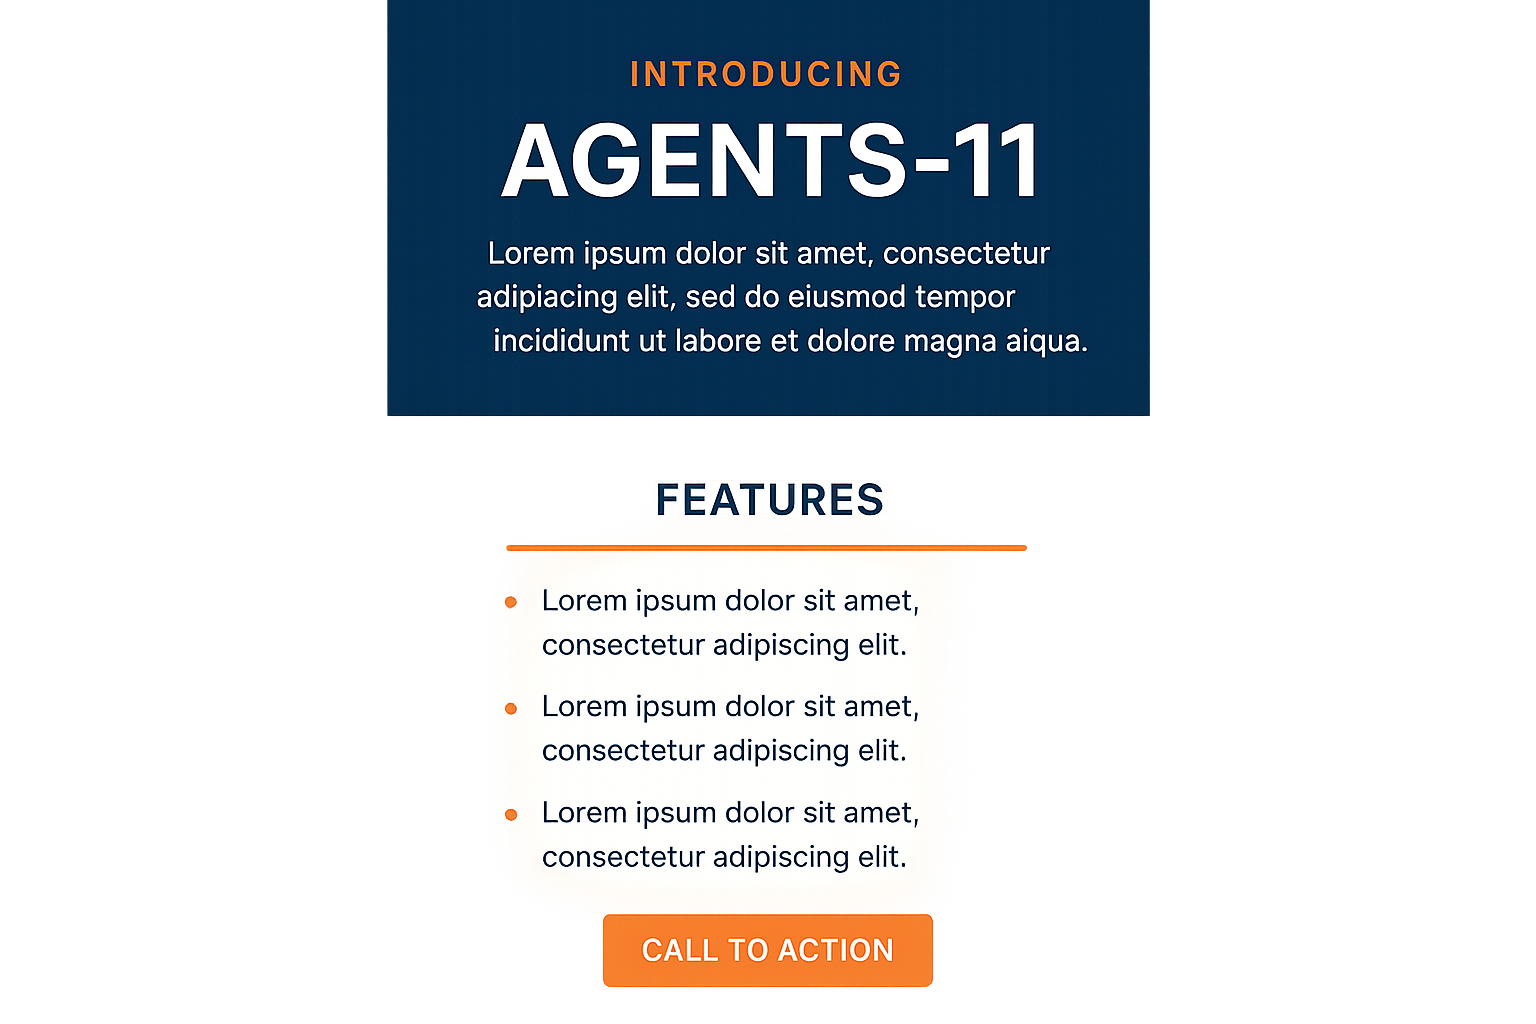 INTRODUCING
AGENTS-11
Lorem ipsum dolor sit amet, consectetur
adipiacing elit, sed do eiusmod tempor
incididunt ut labore et dolore magna aiqua.
FEATURES
• Lorem ipsum dolor sit amet,
consectetur adipiscing elit.
• Lorem ipsum dolor sit amet,
consectetur adipiscing elit.
• Lorem ipsum dolor sit amet,
consectetur adipiscing elit.
CALL TO ACTION